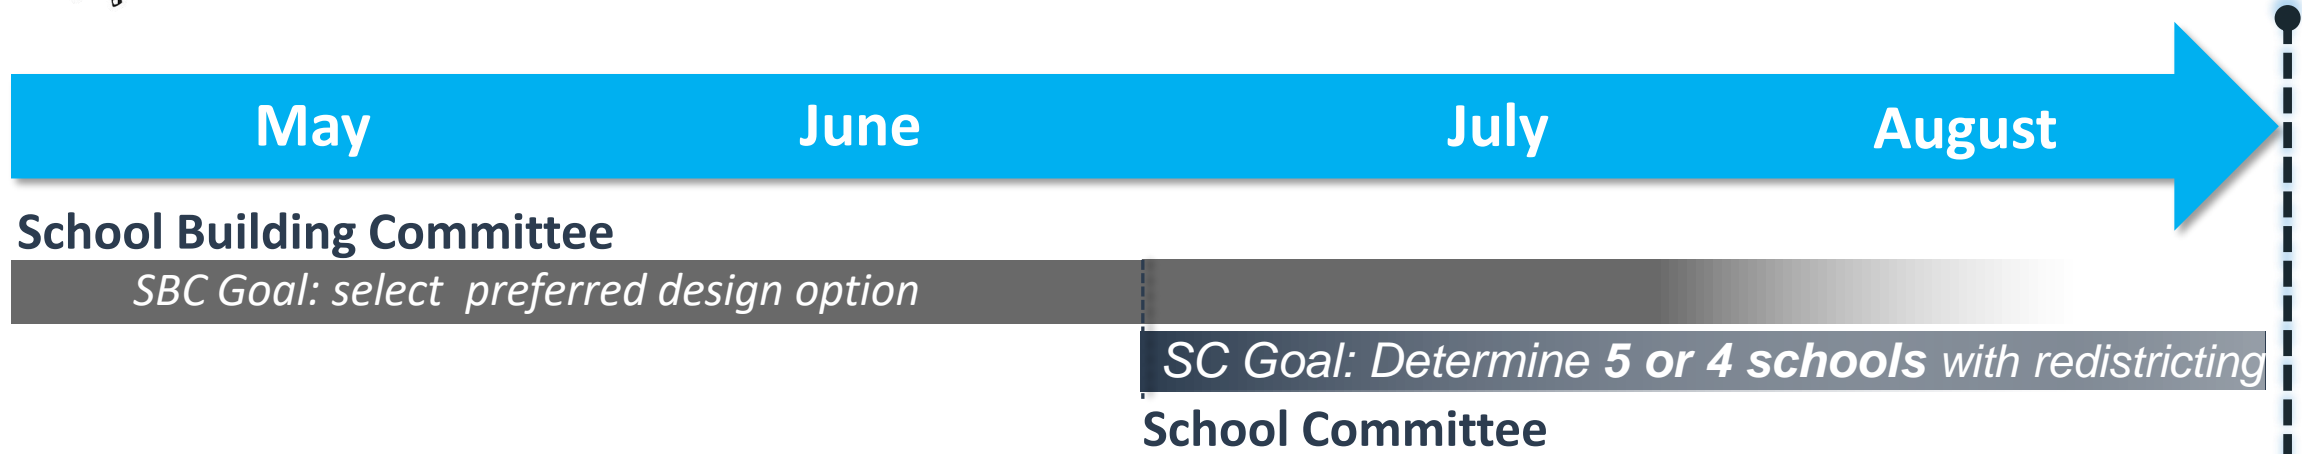 May June July August
School Building Committee
SBC Goal: select  preferred design option
SC Goal: Determine 5 or 4 schools with redistricting
School Committee